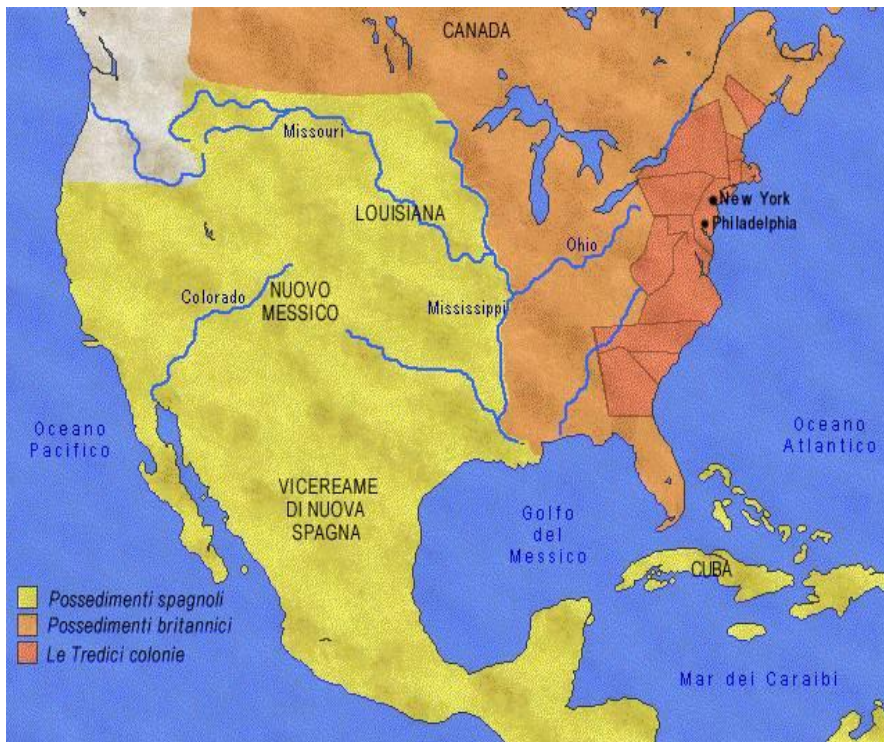 CANADA
Missouri
New York
LOUISIANA
Philadelphia
Ohio
Colorado
NUOVO
MESSICO
Mississippi
Oceano
Pacifico
Oceano
Atlantico
VICEREAME
DI NUOVA
SPAGNA
Golfo
del
Messico
CUBA
Possedimenti spagnoli
Possedimenti britannici
Le Tredici colonie
Mar dei Caraibi